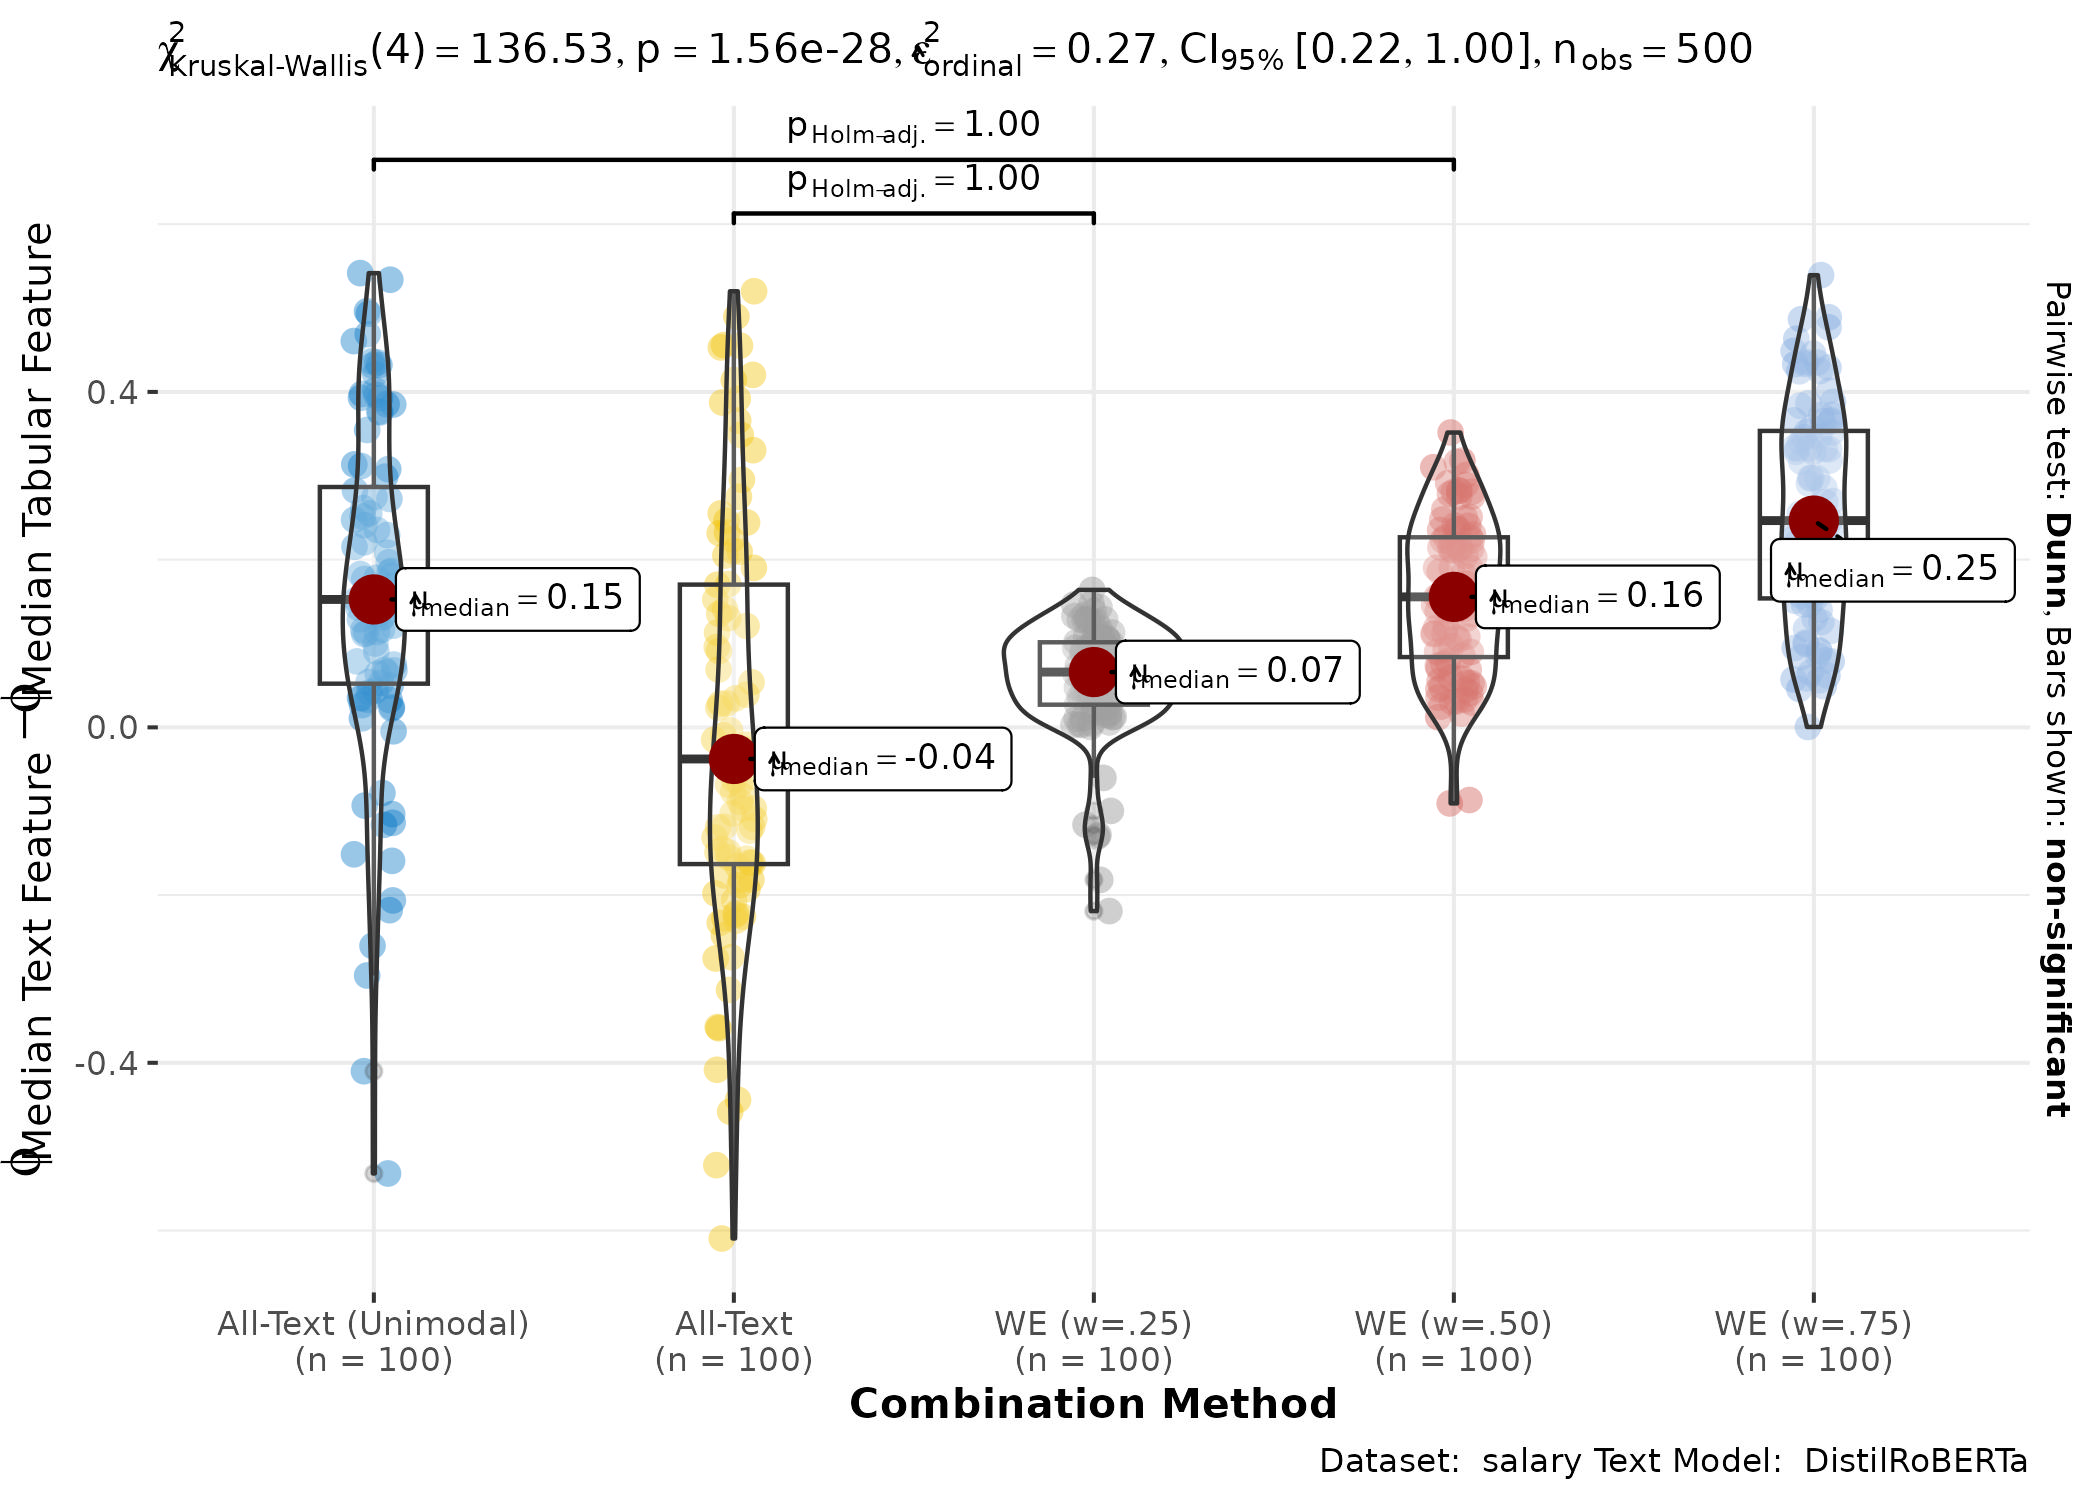 χ²Kruskal-Wallis(4) = 136.53, p = 1.56e-28, ε̂²ordinal = 0.27, CI95% [0.22, 1.00], nobs = 500
pHolm-adj. = 1.00
pHolm-adj. = 1.00
ϕMedian Text Feature − ϕMedian Tabular Feature
0.4
0.0
-0.4
μ̂median = 0.15
μ̂median = -0.04
μ̂median = 0.07
μ̂median = 0.16
μ̂median = 0.25
Pairwise test: Dunn, Bars shown: non-significant
All-Text (Unimodal)
(n = 100)
All-Text
(n = 100)
WE (w=.25)
(n = 100)
WE (w=.50)
(n = 100)
WE (w=.75)
(n = 100)
Combination Method
Dataset: salary Text Model: DistilRoBERTa